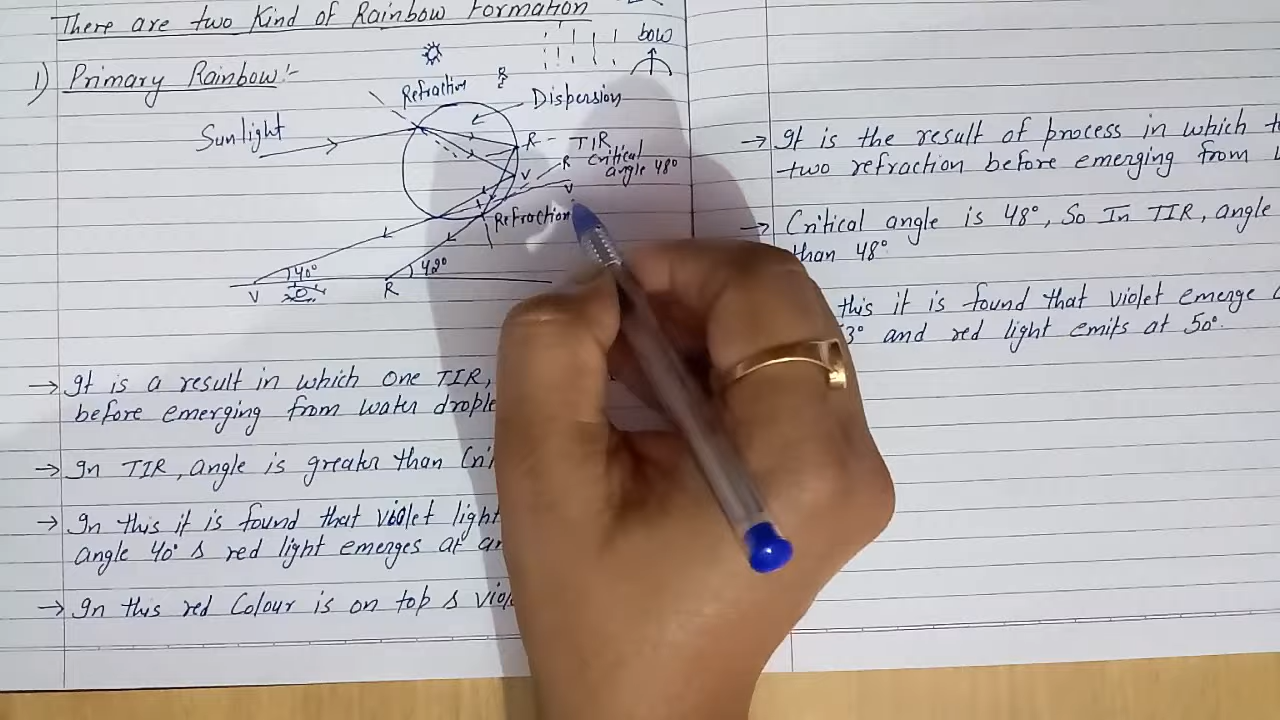 There are two Kind of Rainbow Formation
1) Primary Rainbow:-
bow
Refraction
Dispersion
Sunlight
R - TIR
R Critical
angle 48°
V
V
Refraction
40°
42°
V
R
→ It is a result in which One TIR,
before emerging from water
→ In TIR, angle is greater than
→ In this it is found that violet light
angle 40° & red light emerges at
→ In this red Colour is on top &
→ It is the result of process in which
two refraction before emerging from
→ Critical angle is 48°, So In TIR, angle
than 48°
this it is found that violet emerge
3° and red light emits at 50°.